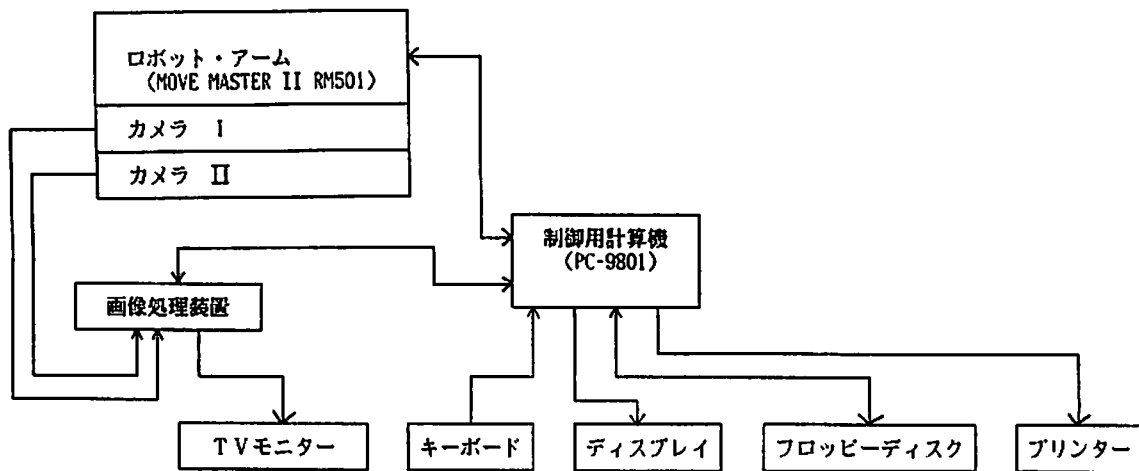 ロボット・アーム
(MOVE MASTER II RM501)
カメラ I
カメラ II
制御用計算機
(PC-9801)
画像処理装置
TVモニター
キーボード
ディスプレイ
フロッピーディスク
プリンター